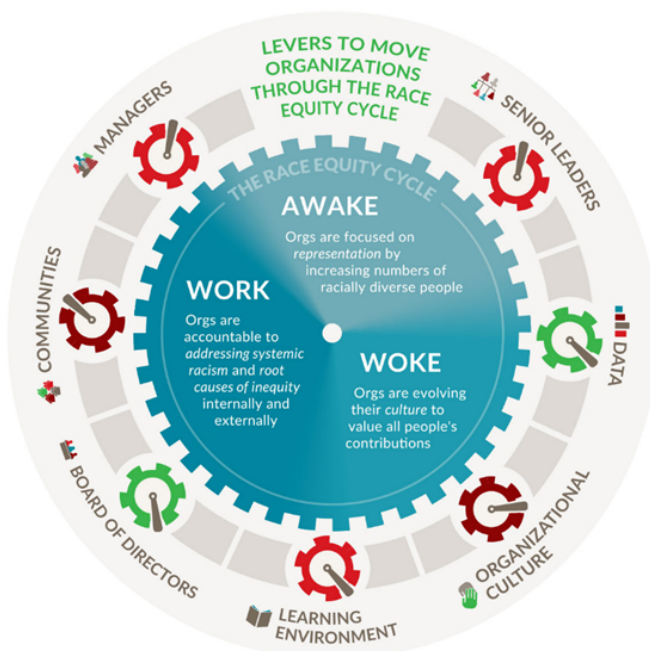 LEVERS TO MOVE
ORGANIZATIONS
THROUGH THE RACE
EQUITY CYCLE
MANAGERS
SENIOR LEADERS
THE RACE EQUITY CYCLE
AWAKE
Orgs are focused on
representation by
increasing numbers of
racially diverse people
WORK
Orgs are
accountable to
addressing systemic
racism and root
causes of inequity
internally and
externally
WOKE
Orgs are evolving
their culture to
value all people's
contributions
COMMUNITIES
DATA
BOARD OF DIRECTORS
ORGANIZATIONAL
CULTURE
LEARNING
ENVIRONMENT